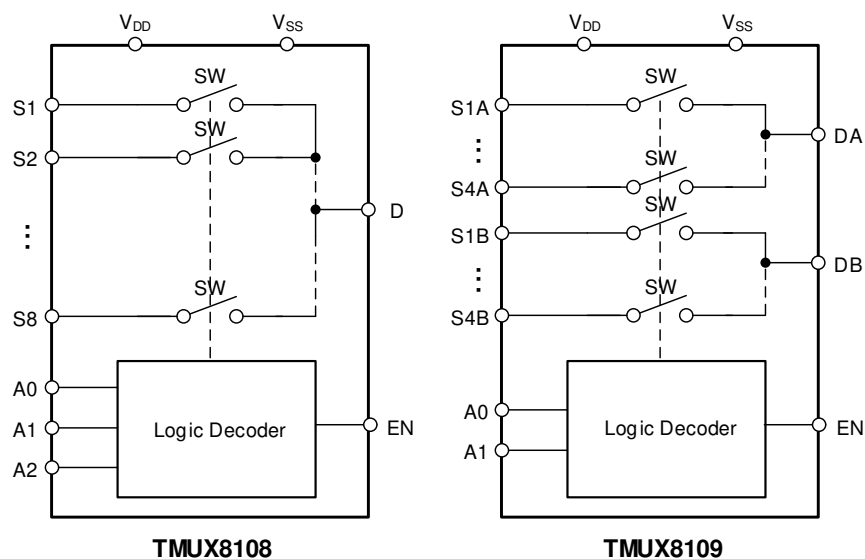 VDD
VSS
SW
S1
SW
S2
⋮
D
SW
S8
A0
A1
A2
Logic Decoder
EN
TMUX8108
VDD
VSS
SW
S1A
DA
⋮
SW
S4A
SW
S1B
DB
⋮
SW
S4B
A0
A1
Logic Decoder
EN
TMUX8109